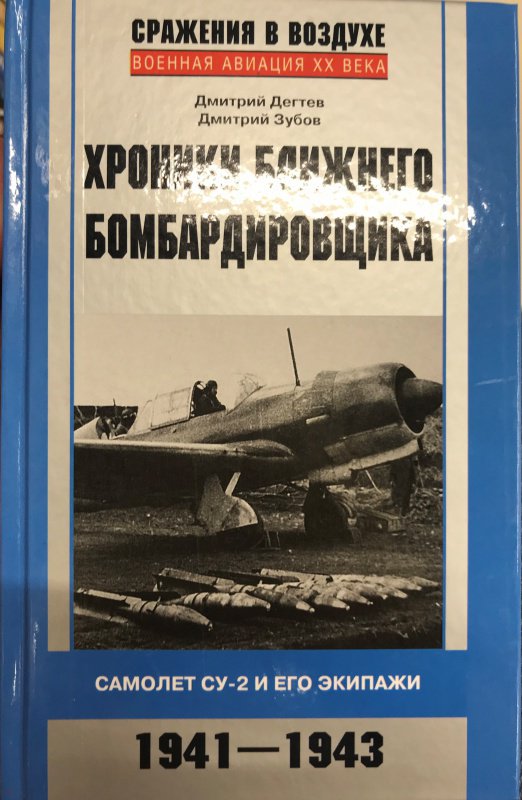 СРАЖЕНИЯ В ВОЗДУХЕ
ВОЕННАЯ АВИАЦИЯ XX ВЕКА
Дмитрий Дегтев
Дмитрий Зубов
ХРОНИКИ БЛИЖНЕГО
БОМБАРДИРОВЩИКА
САМОЛЕТ СУ-2 И ЕГО ЭКИПАЖИ
1941—1943